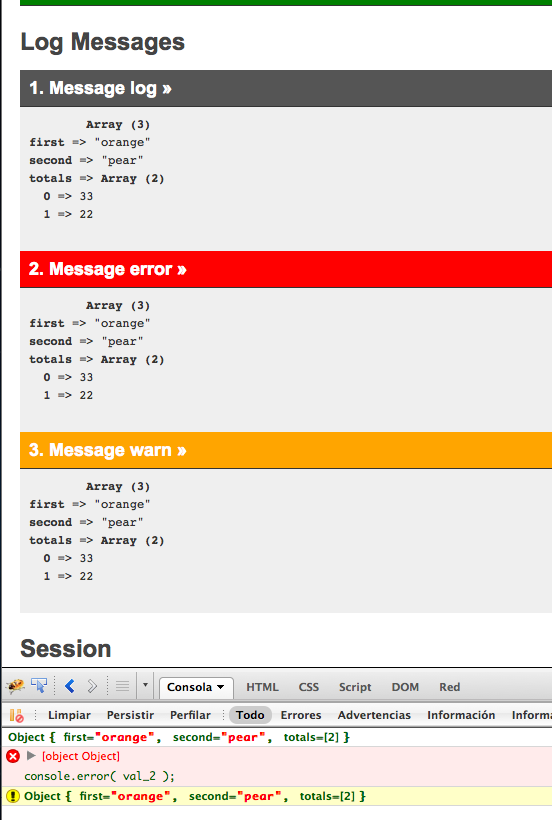 Log Messages
1. Message log »
Array (3)
first => "orange"
second => "pear"
totals => Array (2)
0 => 33
1 => 22
2. Message error »
Array (3)
first => "orange"
second => "pear"
totals => Array (2)
0 => 33
1 => 22
3. Message warn »
Array (3)
first => "orange"
second => "pear"
totals => Array (2)
0 => 33
1 => 22
Session
Consola HTML CSS Script DOM Red
Limpiar Persistir Perfilar Todo Errores Advertencias Información Informa
Object { first="orange", second="pear", totals=[2] }
[object Object]
console.error( val_2 );
Object { first="orange", second="pear", totals=[2] }